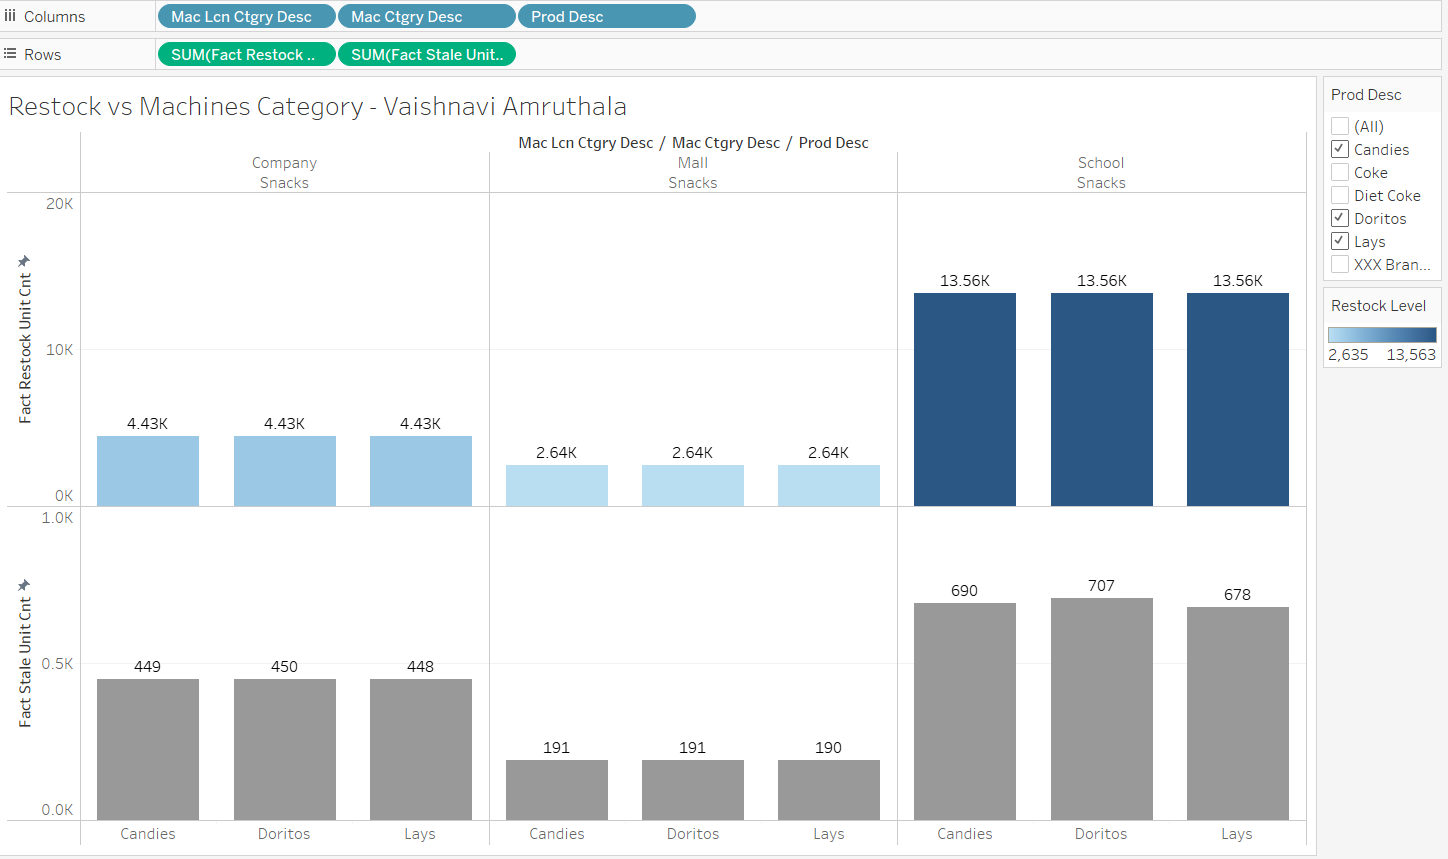 Columns
Mac Lcn Ctgry Desc
Mac Ctgry Desc
Prod Desc
Rows
SUM(Fact Restock ..
SUM(Fact Stale Unit..
Restock vs Machines Category - Vaishnavi Amruthala
Mac Lcn Ctgry Desc / Mac Ctgry Desc / Prod Desc
Company
Mall
School
Snacks
Snacks
Snacks
Fact Restock Unit Cnt
20K
10K
0K
4.43K
4.43K
4.43K
2.64K
2.64K
2.64K
13.56K
13.56K
13.56K
Fact Stale Unit Cnt
1.0K
0.5K
0.0K
449
450
448
191
191
190
690
707
678
Candies
Doritos
Lays
Candies
Doritos
Lays
Candies
Doritos
Lays
Prod Desc
(All)
Candies
Coke
Diet Coke
Doritos
Lays
XXX Bran...
Restock Level
2,635
13,563